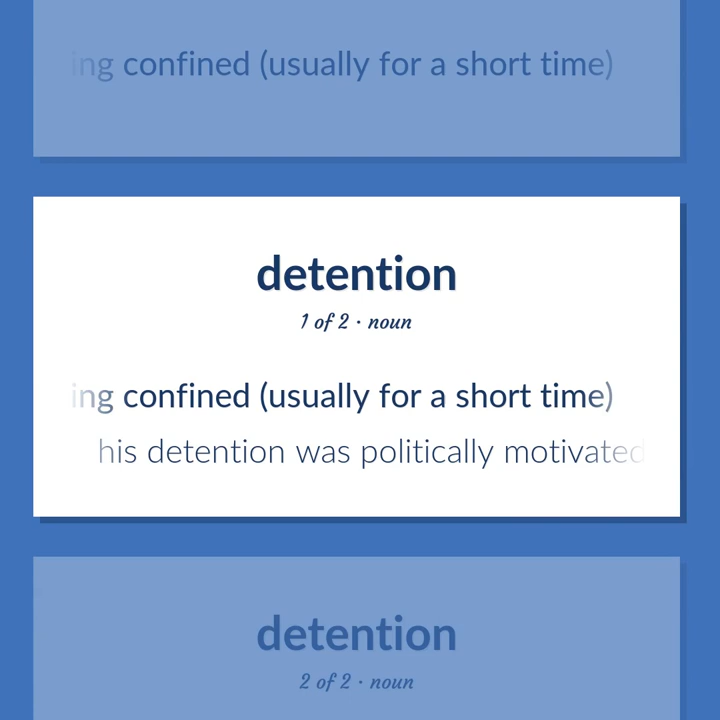 ing confined (usually for a short time)
detention
1 of 2 · noun
ing confined (usually for a short time)
his detention was politically motivated
detention
2 of 2 · noun